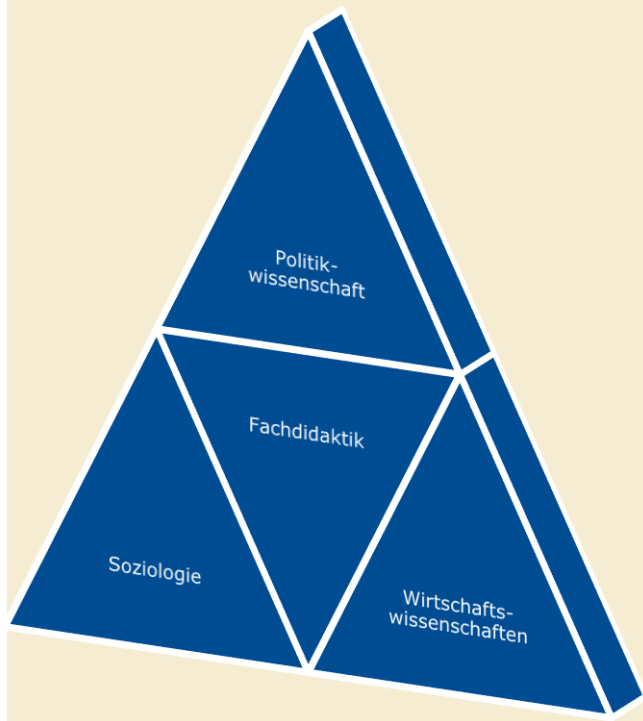 Politik-
wissenschaft
Fachdidaktik
Soziologie
Wirtschafts-
wissenschaften